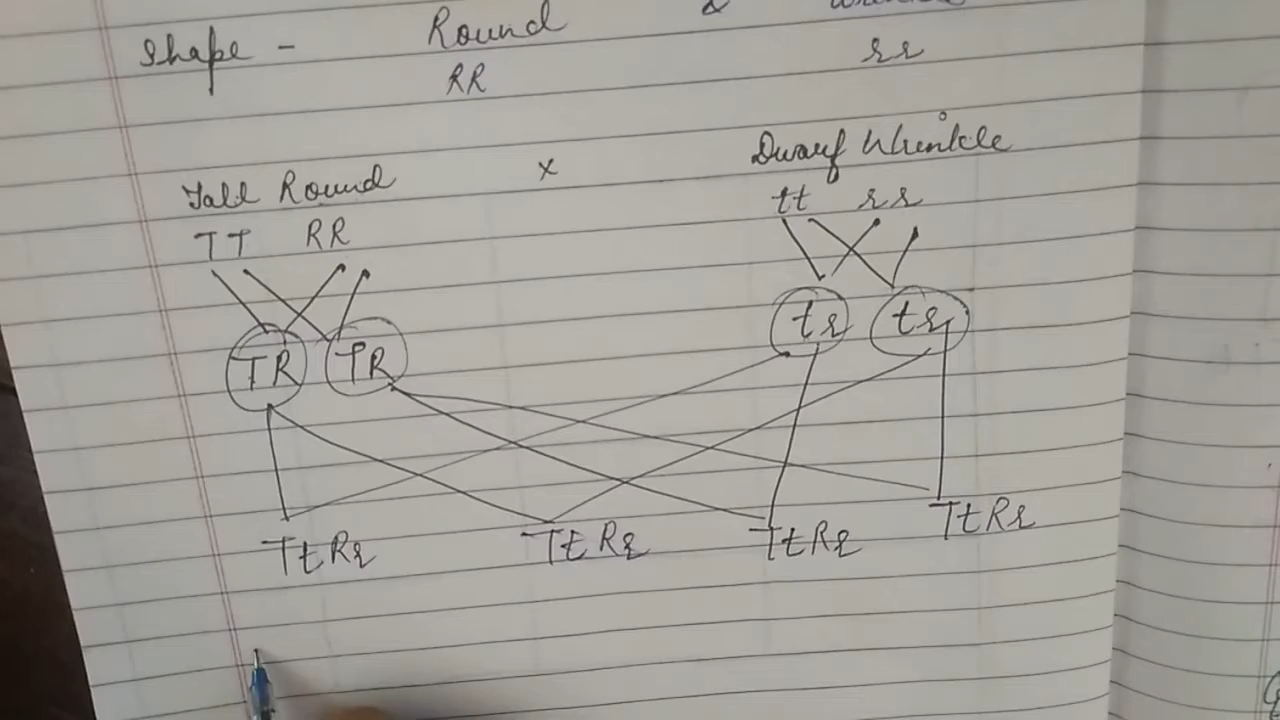 Shape - Round & Wrinkle
RR rr
Tall Round x Dwarf Wrinkle
TT RR tt rr
TR TR tr tr
TtRr TtRr TtRr TtRr